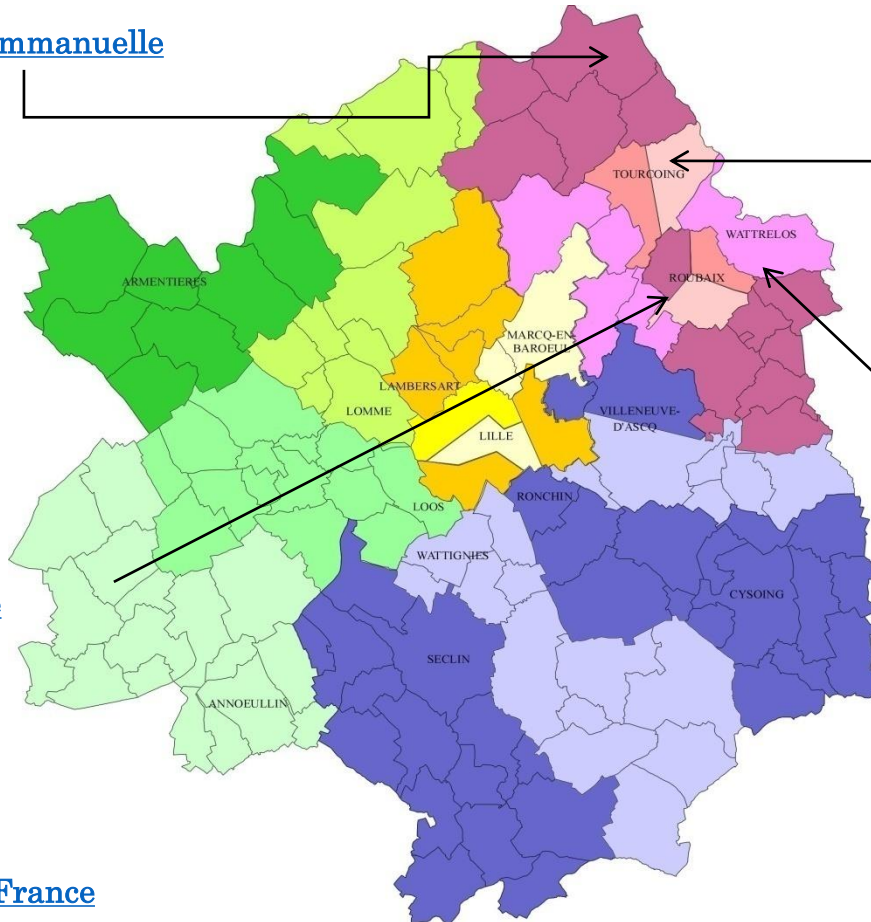 mmanuelle
TOURCOING
WATTRELOS
ROUBAIX
ARMENTIERES
MARCQ-EN-
BAROEUL
LAMBERSART
LOMME
VILLENEUVE-
D'ASCQ
LILLE
RONCHIN
LOOS
WATTIGNIES
CYSOING
SECLIN
ANNOEULLIN
France